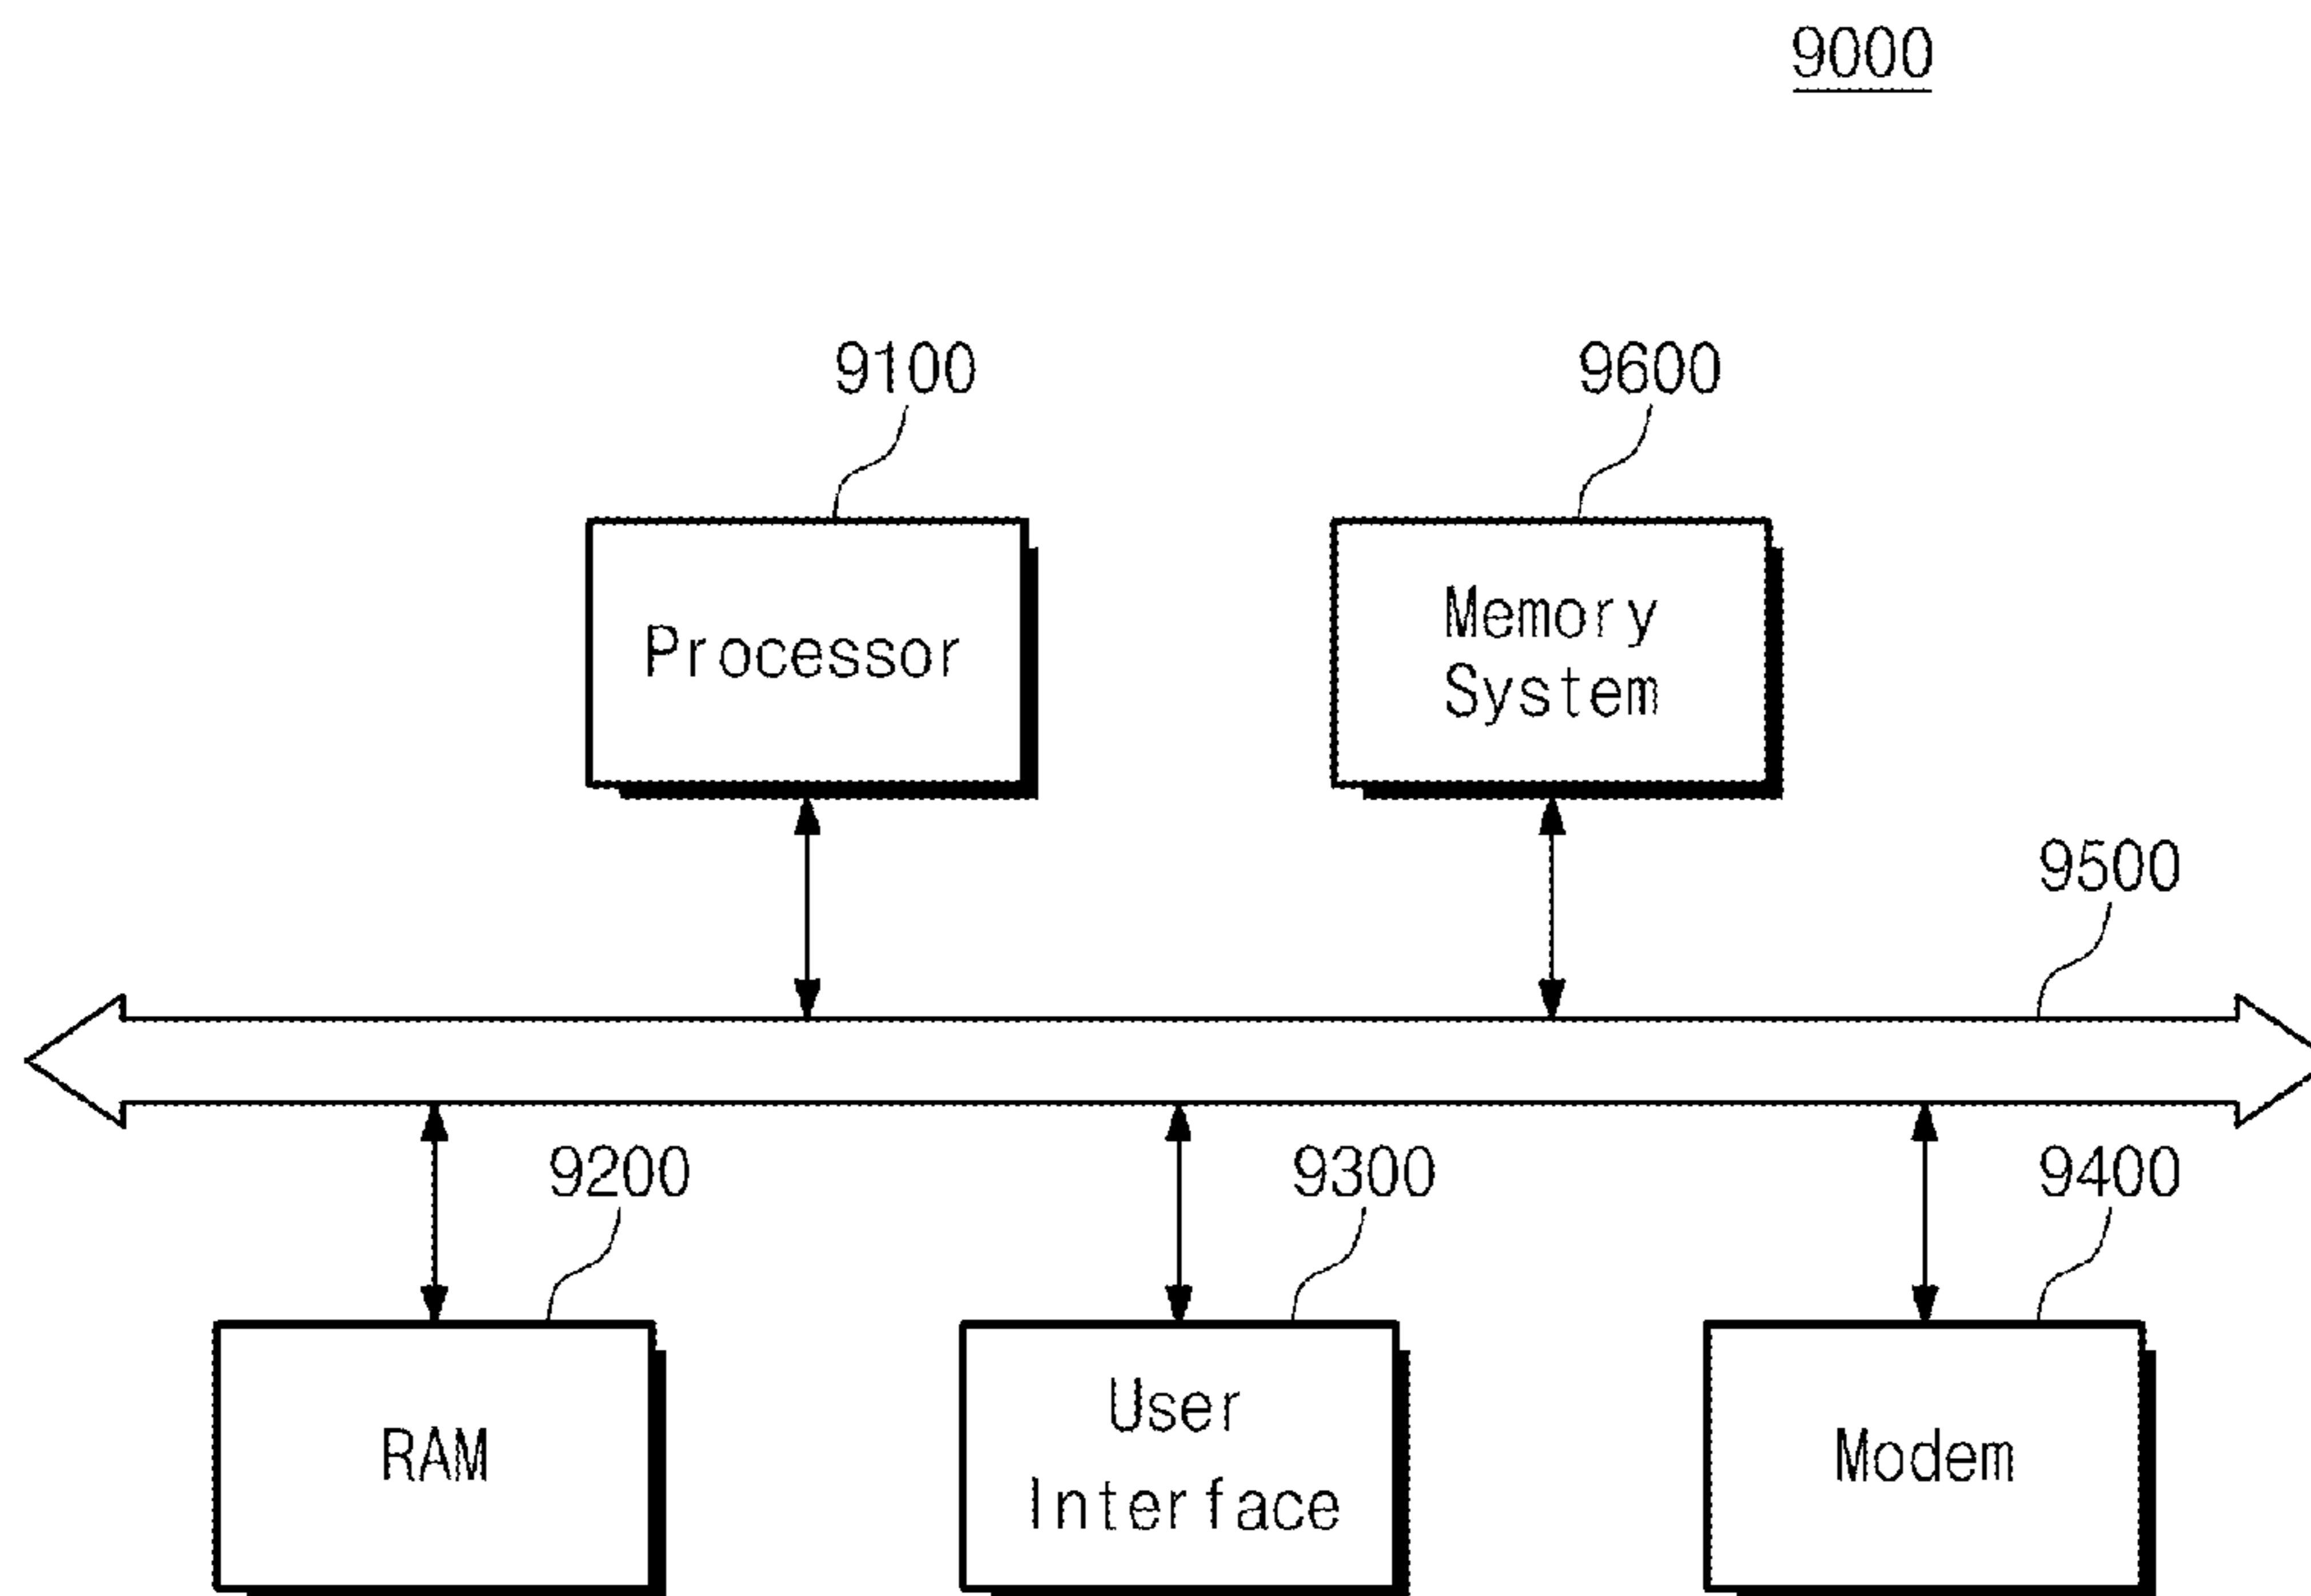 9000
9100
9600
Processor
Memory
System
9500
9200
9300
9400
RAM
User
Interface
Modem